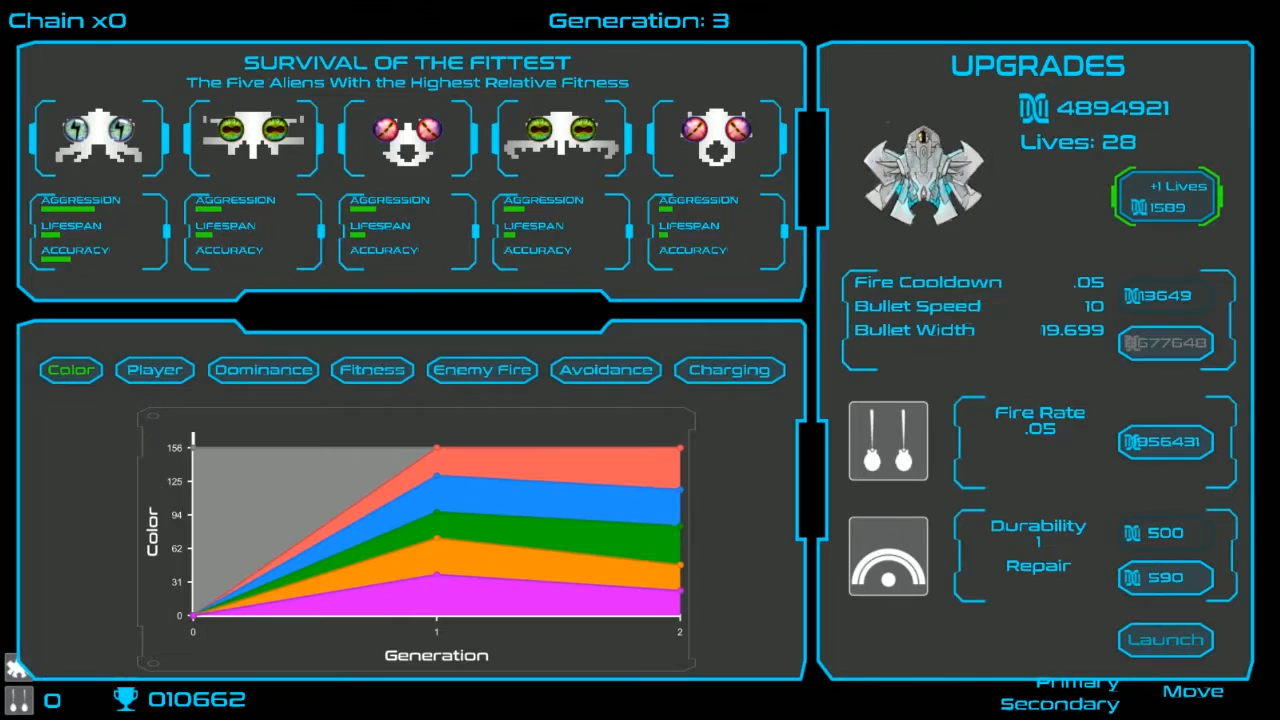 Chain x0
Generation: 3
SURVIVAL OF THE FITTEST
The Five Aliens With the Highest Relative Fitness
AGGRESSION
LIFESPAN
ACCURACY
AGGRESSION
LIFESPAN
ACCURACY
AGGRESSION
LIFESPAN
ACCURACY
AGGRESSION
LIFESPAN
ACCURACY
AGGRESSION
LIFESPAN
ACCURACY
UPGRADES
4894921
Lives: 28
+1 Lives
1589
Fire Cooldown .05
Bullet Speed 10
Bullet Width 19.699
13649
677648
Fire Rate
.05
956431
Durability
1
Repair
500
590
Launch
Color Player Dominance Fitness Enemy Fire Avoidance Charging
Color
156
125
94
62
31
0
0 1 2
Generation
0
010662
Primary
Secondary
Move